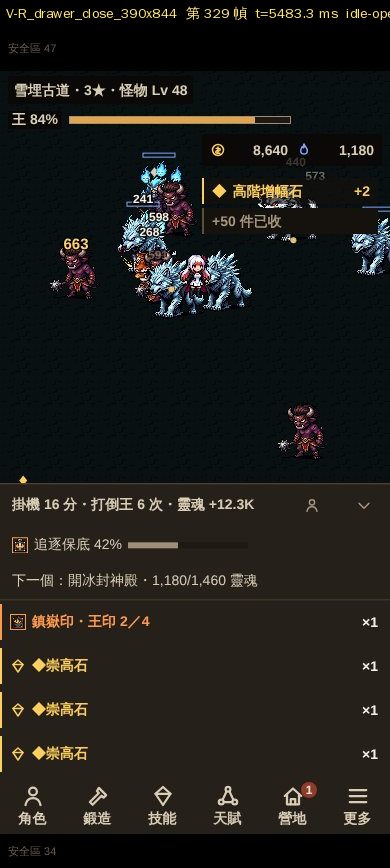 V-R_drawer_dose_390x844 第 329 幀 t=5483.3 ms idle-ope
安全區 47
雪埋古道・3★・怪物 Lv 48
王 84%
8,640 1,180
440
573
◆ 高階增幅石 +2
+50 件已收
241
598
268
663
掛機 16 分・打倒王 6 次・靈魂 +12.3K
追逐保底 42%
下一個：開冰封神殿・1,180/1,460 靈魂
鎮嶽印・王印 2／4 ×1
◆崇高石 ×1
◆崇高石 ×1
◆崇高石 ×1
1
角色 鍛造 技能 天賦 營地 更多
安全區 34